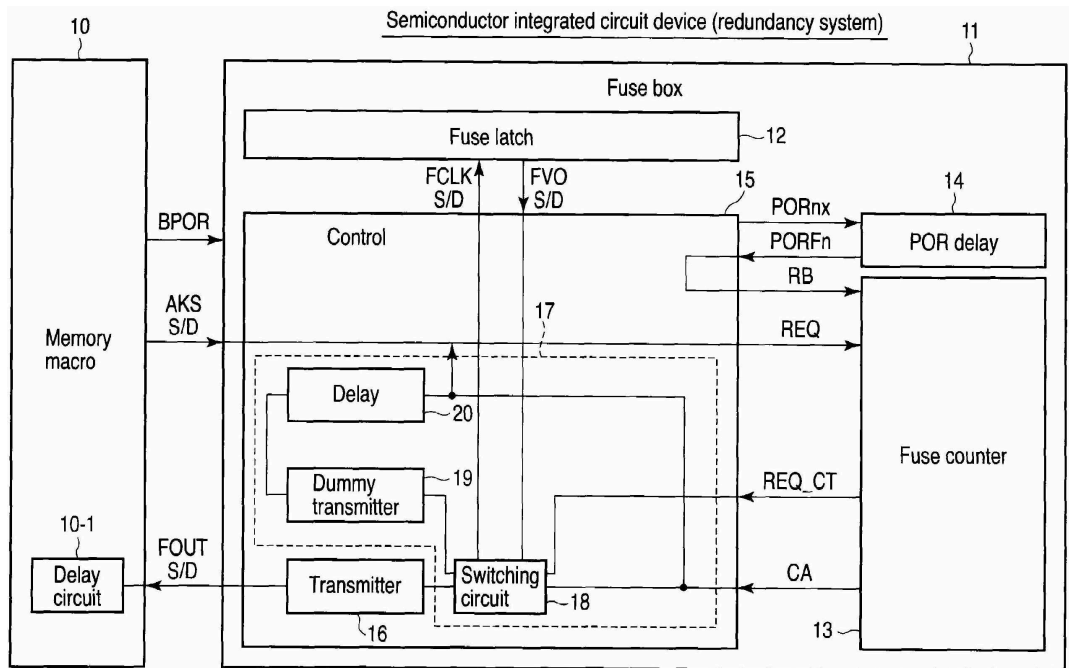 Semiconductor integrated circuit device (redundancy system)
10
11
Fuse box
Fuse latch
12
FCLK
S/D
FVO
S/D
15
14
BPOR
Control
PORnx
PORFn
POR delay
RB
AKS
S/D
17
REQ
Memory
macro
Delay
20
Fuse counter
19
Dummy
transmitter
REQ_CT
10-1
FOUT
S/D
Delay
circuit
Transmitter
Switching
circuit
18
CA
16
13